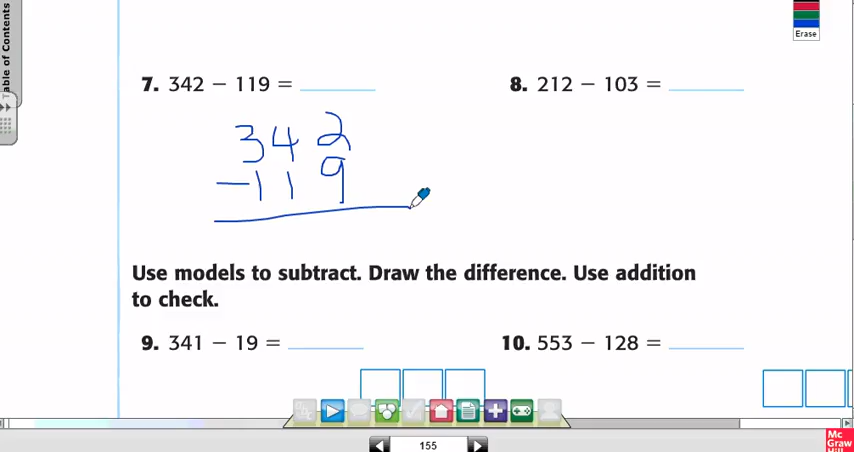 Table of Contents
Erase
7. 342 − 119 =
8. 212 − 103 =
342
−119
Use models to subtract. Draw the difference. Use addition
to check.
9. 341 − 19 =
10. 553 − 128 =
155
Mc
Graw
Hill